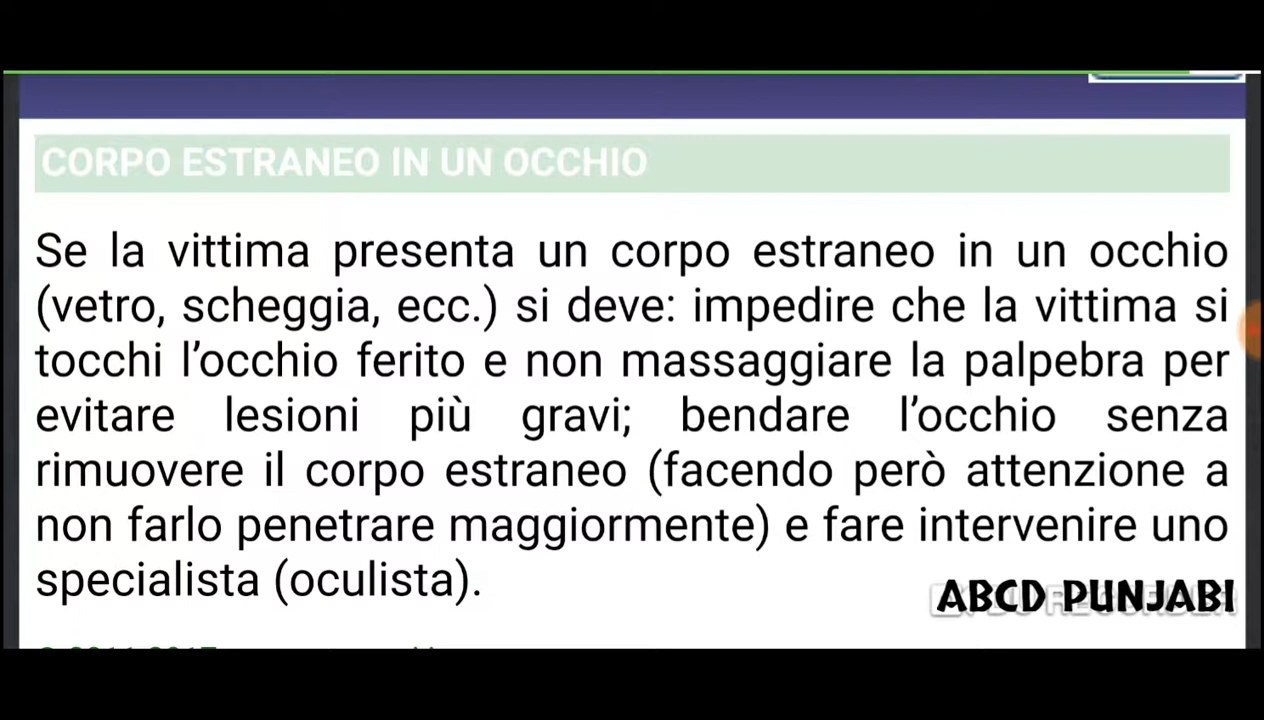 CORPO ESTRANEO IN UN OCCHIO
Se la vittima presenta un corpo estraneo in un occhio
(vetro, scheggia, ecc.) si deve: impedire che la vittima si
tocchi l'occhio ferito e non massaggiare la palpebra per
evitare lesioni più gravi; bendare l'occhio senza
rimuovere il corpo estraneo (facendo però attenzione a
non farlo penetrare maggiormente) e fare intervenire uno
specialista (oculista).
ABCD PUNJABI